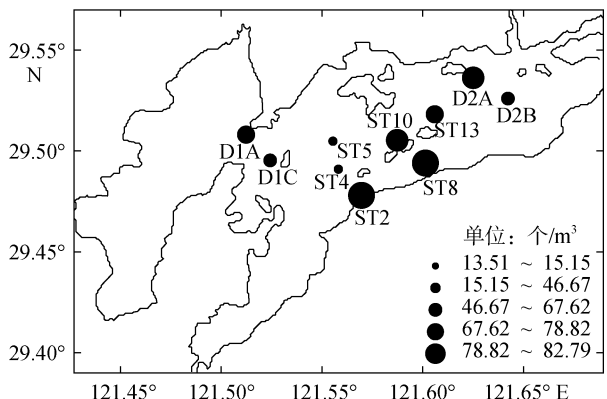 29.55°
N
29.50°
29.45°
29.40°
D2A
D2B
ST10
ST13
D1A
ST5
D1C
ST4
ST8
ST2
单位：个/m³
13.51 ~ 15.15
15.15 ~ 46.67
46.67 ~ 67.62
67.62 ~ 78.82
78.82 ~ 82.79
121.45° 121.50° 121.55° 121.60° 121.65° E